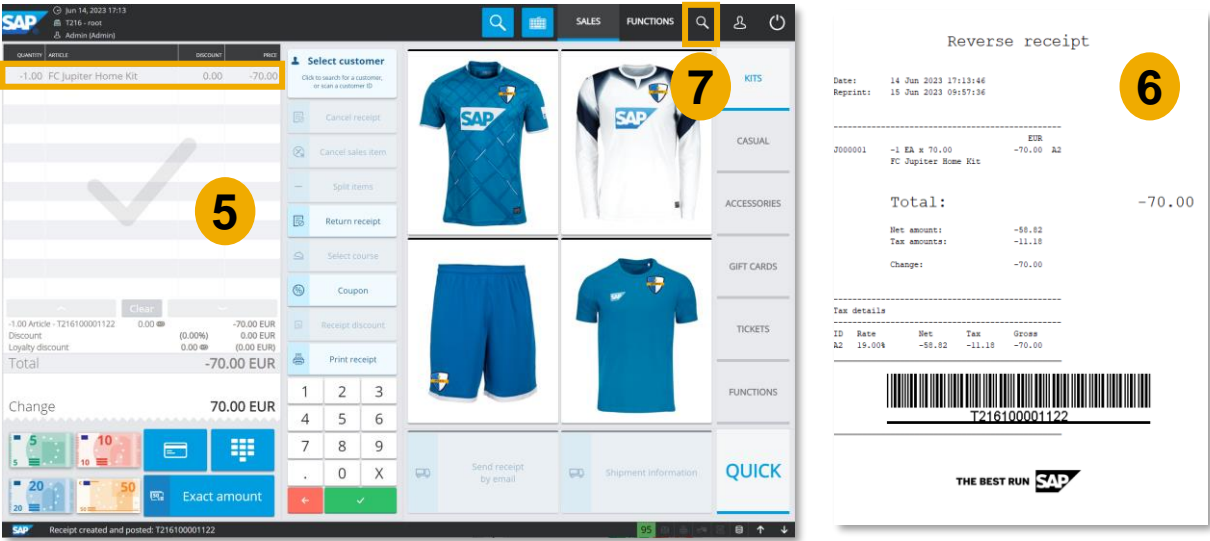 SAP
Jun 14, 2023 17:13
T216 - root
Admin (Admin)
SALES
FUNCTIONS
QUANTITY ARTICLE DISCOUNT PRICE
-1.00 FC Jupiter Home Kit 0.00 -70.00
5
Clear
-1.00 Article - T216100001122 0.00 -70.00 EUR
Discount (0.00%) 0.00 EUR
Loyalty discount 0.00 (0.00 EUR)
Total -70.00 EUR
Change 70.00 EUR
5
5
10
10
20
20
50
Exact amount
Select customer
Click to search for a customer,
or scan a customer ID
Cancel receipt
Cancel sales item
Split items
Return receipt
Select course
Coupon
Receipt discount
Print receipt
1 2 3
4 5 6
7 8 9
. 0 X
SAP
SAP
7
SAP
Send receipt
by email
Shipment information
KITS
CASUAL
ACCESSORIES
GIFT CARDS
TICKETS
FUNCTIONS
QUICK
SAP Receipt created and posted: T216100001122
95
Reverse receipt
6
Date: 14 Jun 2023 17:13:46
Reprint: 15 Jun 2023 09:57:36
EUR
J000001 -1 EA x 70.00 -70.00 A2
FC Jupiter Home Kit
Total: -70.00
Net amount: -58.82
Tax amounts: -11.18
Change: -70.00
Tax details
ID Rate Net Tax Gross
A2 19.00% -58.82 -11.18 -70.00
T216100001122
THE BEST RUN SAP